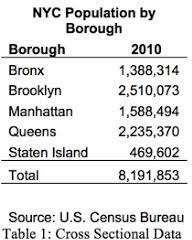 NYC Population by
Borough
Borough 2010
Bronx 1,388,314
Brooklyn 2,510,073
Manhattan 1,588,494
Queens 2,235,370
Staten Island 469,602
Total 8,191,853
Source: U.S. Census Bureau
Table 1: Cross Sectional Data